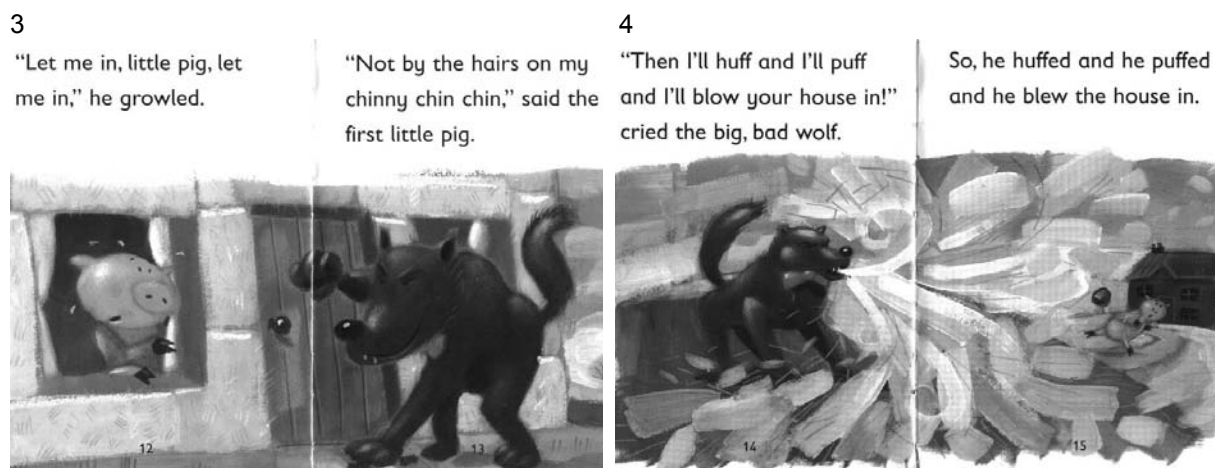 3
“Let me in, little pig, let
me in,” he growled.
“Not by the hairs on my
chinny chin chin,” said the
first little pig.
12
13
4
“Then I’ll huff and I’ll puff
and I’ll blow your house in!”
cried the big, bad wolf.
So, he huffed and he puffed
and he blew the house in.
14
15